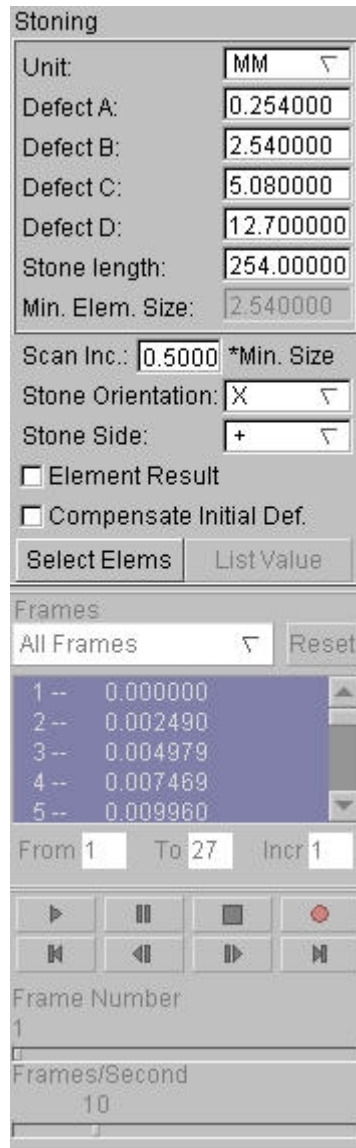 Stoning
Unit: MM
Defect A: 0.254000
Defect B: 2.540000
Defect C: 5.080000
Defect D: 12.700000
Stone length: 254.00000
Min. Elem. Size: 2.540000
Scan Inc.: 0.5000 *Min. Size
Stone Orientation: X
Stone Side: +
Element Result
Compensate Initial Def.
Select Elems List Value
Frames
All Frames Reset
1 -- 0.000000
2 -- 0.002490
3 -- 0.004979
4 -- 0.007469
5 -- 0.009960
From 1 To 27 Incr 1
Frame Number
1
Frames/Second
10